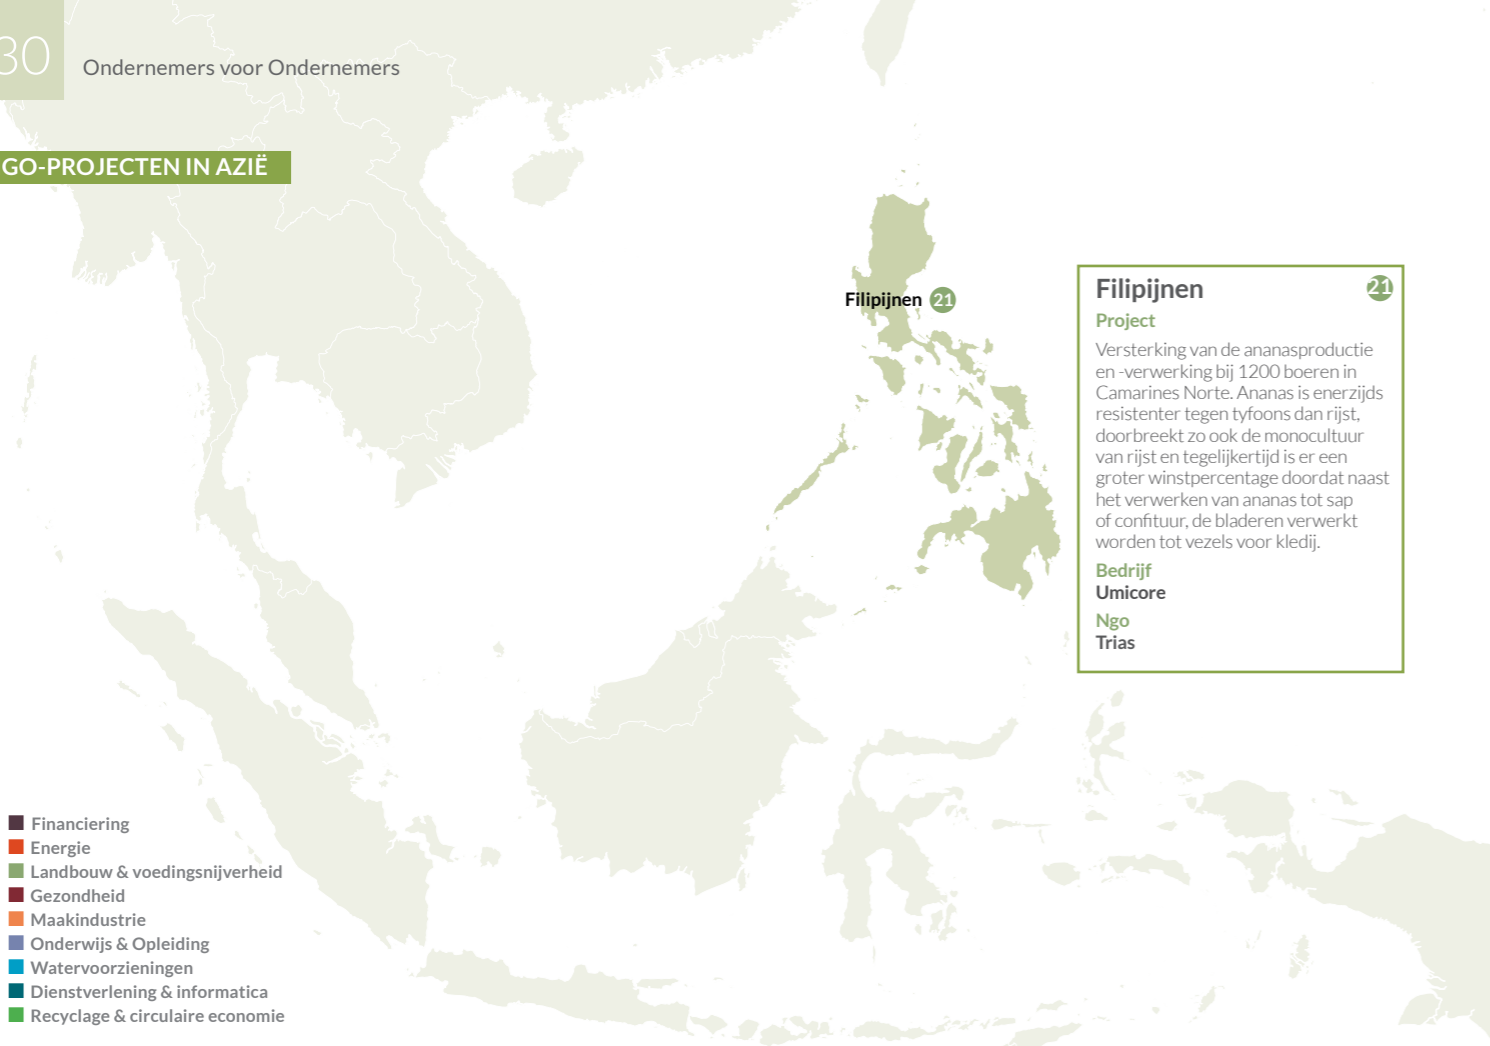 30
Ondernemers voor Ondernemers
GO-PROJECTEN IN AZIË
Filipijnen 21
Filipijnen 21
Project
Versterking van de ananasproductie
en -verwerking bij 1200 boeren in
Camarines Norte. Ananas is enerzijds
resistenter tegen tyfoons dan rijst,
doorbreekt zo ook de monocultuur
van rijst en tegelijkertijd is er een
groter winstpercentage doordat naast
het verwerken van ananas tot sap
of confituur, de bladeren verwerkt
worden tot vezels voor kledij.
Bedrijf
Umicore
Ngo
Trias
Financiering
Energie
Landbouw & voedingsnijverheid
Gezondheid
Maakindustrie
Onderwijs & Opleiding
Watervoorzieningen
Dienstverlening & informatica
Recyclage & circulaire economie